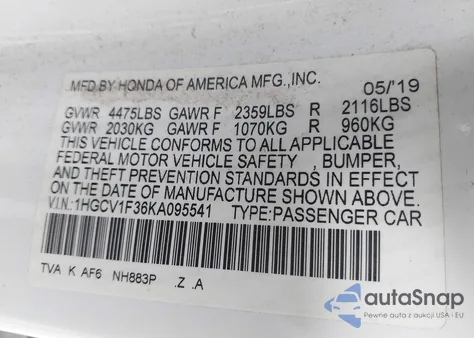 MFD.BY HONDA OF AMERICA MFG.,INC. 05/'19
GVWR 4475LBS GAWR F 2359LBS R 2116LBS
GVWR 2030KG GAWR F 1070KG R 960KG
THIS VEHICLE CONFORMS TO ALL APPLICABLE
FEDERAL MOTOR VEHICLE SAFETY , BUMPER,
AND THEFT PREVENTION STANDARDS IN EFFECT
ON THE DATE OF MANUFACTURE SHOWN ABOVE.
V.I.N.:1HGCV1F36KA095541 TYPE:PASSENGER CAR
TVA K AF6 NH883P .Z .A
autoSnap
Pewne auta z aukcji USA - EU